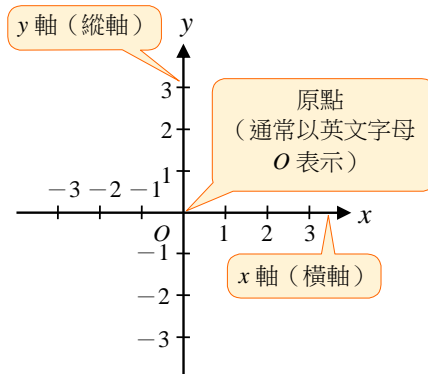 y 軸（縱軸）
y
3
2
1
原點
（通常以英文字母
O 表示）
−3 −2 −1
O 1 2 3 x
−1
−2
−3
x 軸（橫軸）